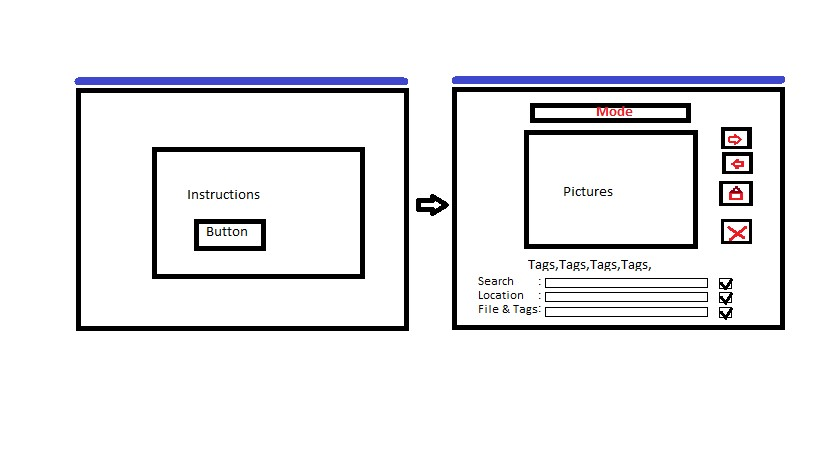 Instructions
Button
Mode
Pictures
Tags,Tags,Tags,Tags,
Search :
Location :
File & Tags: